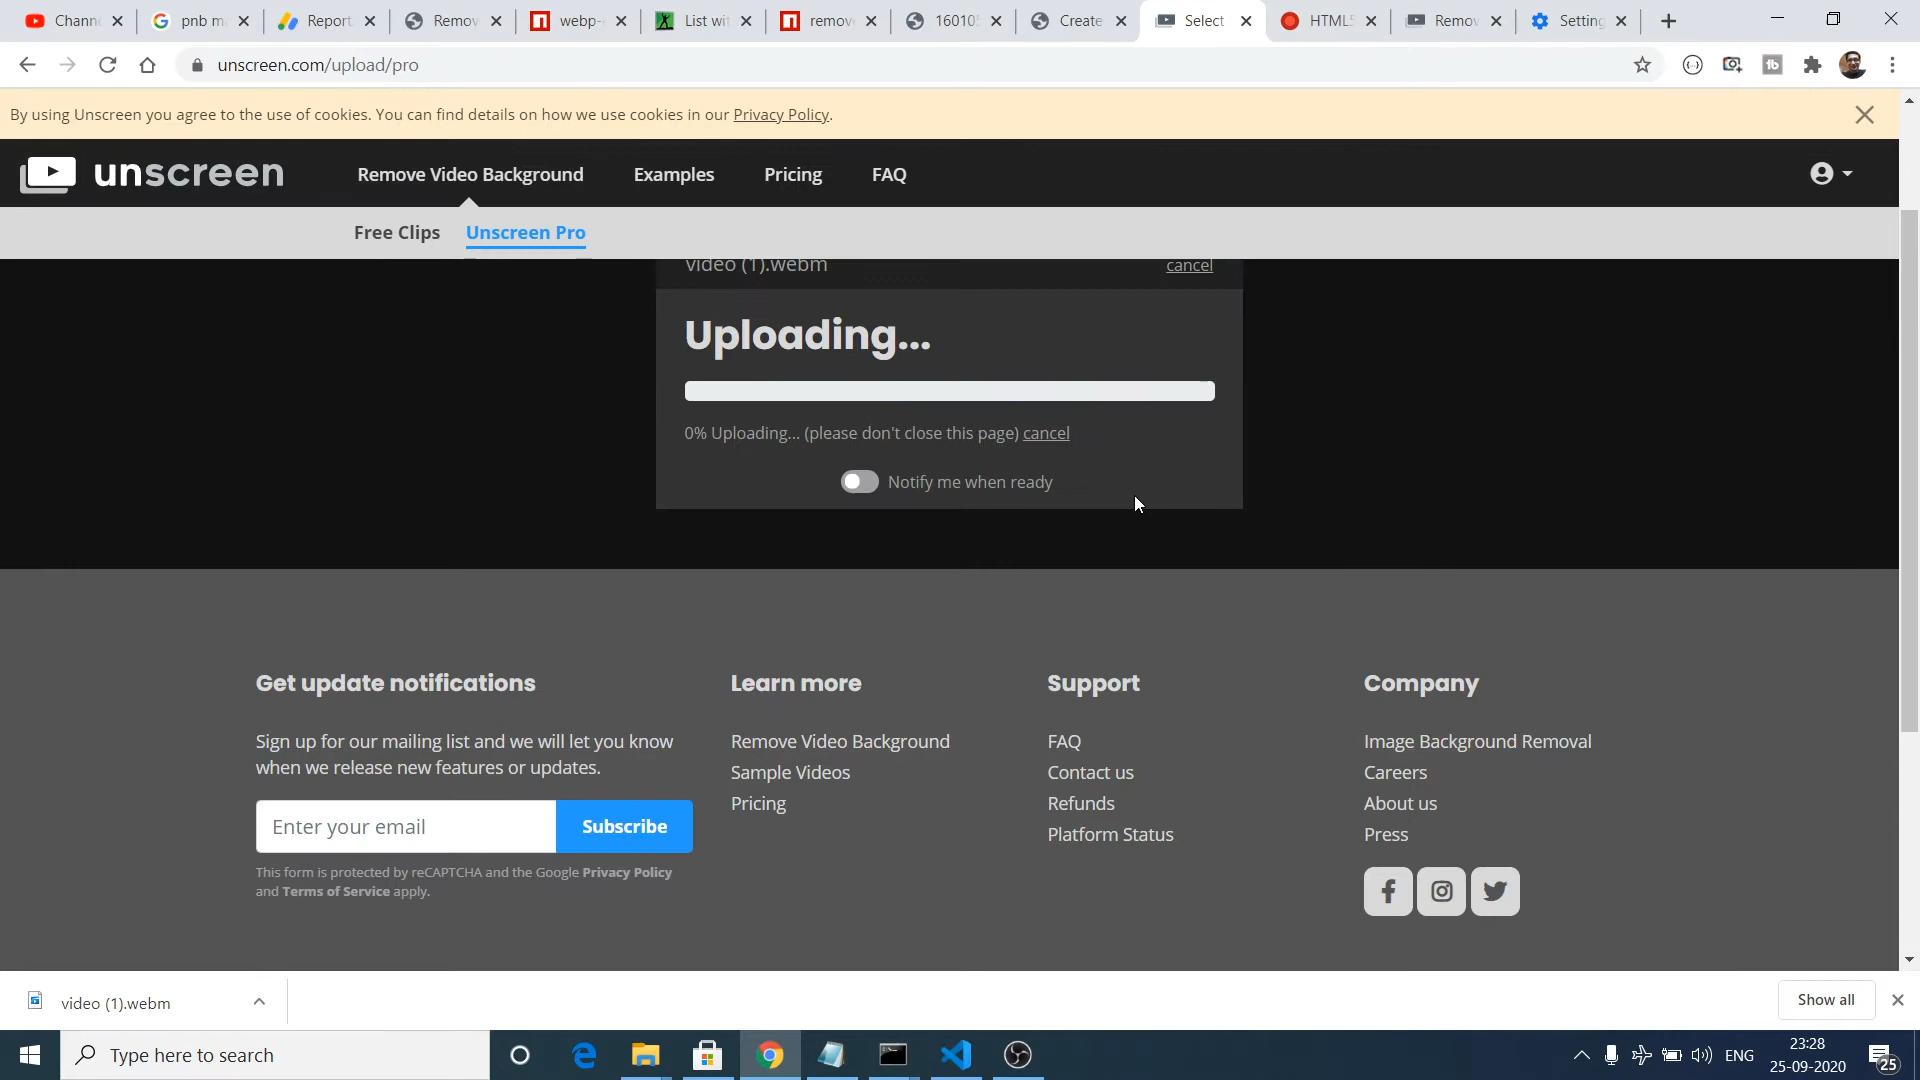 Chann
pnb m
Report
Remov
webp-
List wi
remov
16010
Create
Select
HTML5
Remov
Setting
unscreen.com/upload/pro
By using Unscreen you agree to the use of cookies. You can find details on how we use cookies in our Privacy Policy.
unscreen
Remove Video Background
Examples
Pricing
FAQ
Free Clips
Unscreen Pro
video (1).webm
cancel
Uploading...
0% Uploading... (please don't close this page) cancel
Notify me when ready
Get update notifications
Sign up for our mailing list and we will let you know
when we release new features or updates.
Enter your email
Subscribe
This form is protected by reCAPTCHA and the Google Privacy Policy
and Terms of Service apply.
Learn more
Remove Video Background
Sample Videos
Pricing
Support
FAQ
Contact us
Refunds
Platform Status
Company
Image Background Removal
Careers
About us
Press
video (1).webm
Show all
Type here to search
ENG
23:28
25-09-2020
25